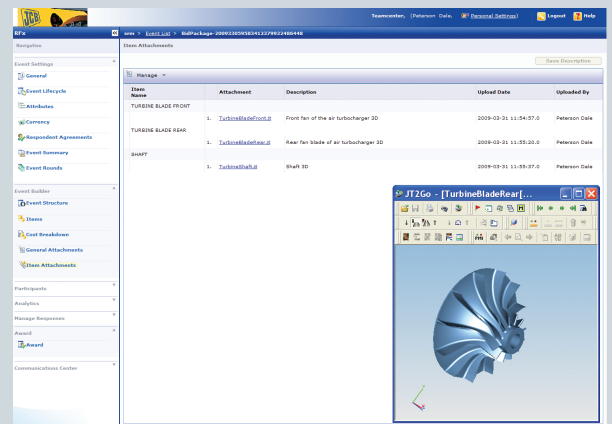 JCB
Teamcenter, [Peterson Dale, Personal Settings]
Logout
Help
RFx
srm > Event List > BidPackage-20093305958341237992248 6448
Navigation
Item Attachments
Save Description
Event Settings
General
Event Lifecycle
Attributes
Currency
Respondent Agreements
Event Summary
Event Rounds
Event Builder
Event Structure
Items
Cost Breakdown
General Attachments
Item Attachments
Participants
Analytics
Manage Responses
Award
Award
Communications Center
Manage
Item Name
Attachment
Description
Upload Date
Uploaded By
TURBINE BLADE FRONT
1. TurbineBladeFront.jt
Front fan of the air turbocharger 3D
2009-03-31 11:54:57.0
Peterson Dale
TURBINE BLADE REAR
1. TurbineBladeRear.jt
Rear fan blade of air turbocharger 3D
2009-03-31 11:55:20.0
Peterson Dale
SHAFT
1. TurbineShaft.jt
Shaft 3D
2009-03-31 11:55:37.0
Peterson Dale
JT2Go - [TurbineBladeRear[...